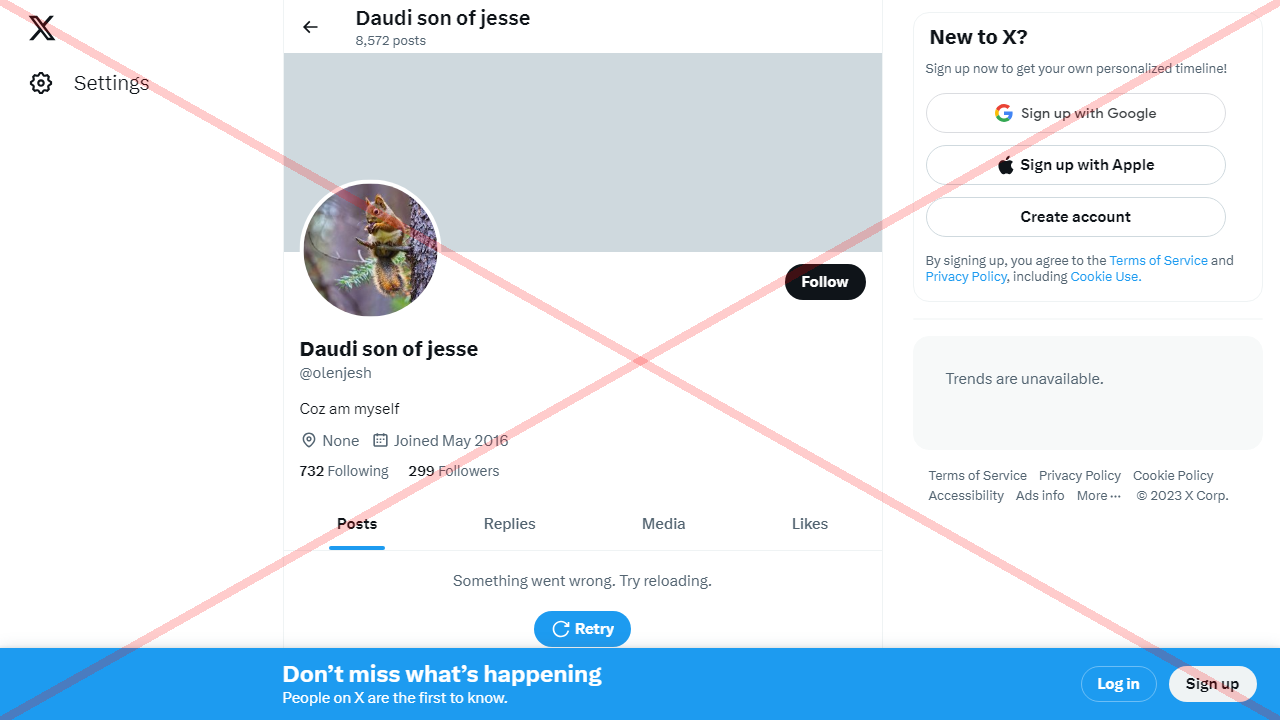 Settings
Daudi son of jesse
8,572 posts
Follow
Daudi son of jesse
@olenjesh
Coz am myself
None Joined May 2016
732 Following 299 Followers
Posts Replies Media Likes
Something went wrong. Try reloading.
Retry
New to X?
Sign up now to get your own personalized timeline!
Sign up with Google
Sign up with Apple
Create account
By signing up, you agree to the Terms of Service and
Privacy Policy, including Cookie Use.
Trends are unavailable.
Terms of Service Privacy Policy Cookie Policy
Accessibility Ads info More ··· © 2023 X Corp.
Don’t miss what’s happening
People on X are the first to know.
Log in Sign up